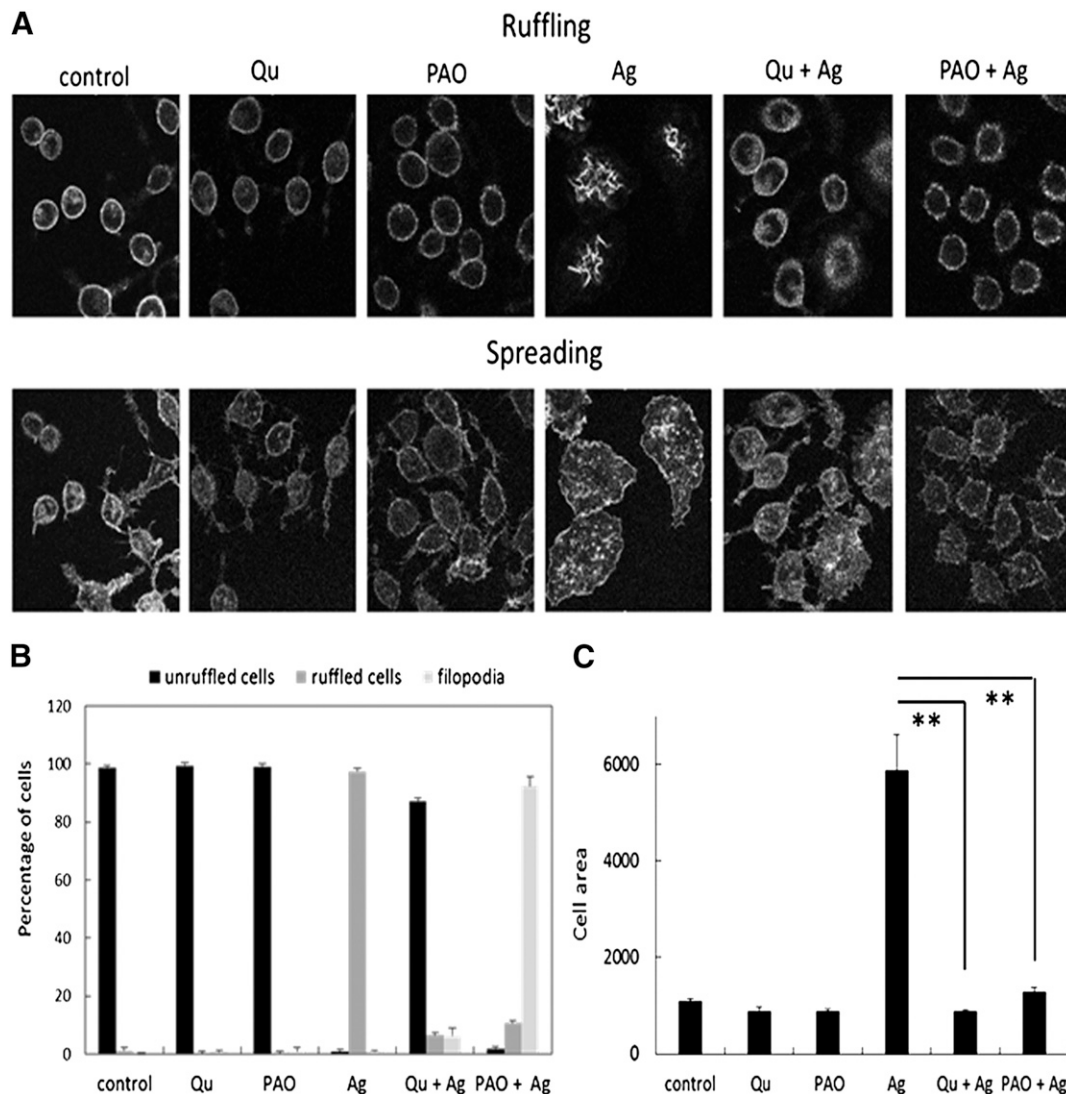 A
Ruffling
control Qu PAO Ag Qu + Ag PAO + Ag
Spreading
B
unruffled cells ruffled cells filopodia
Percentage of cells
120
100
80
60
40
20
0
control Qu PAO Ag Qu + Ag PAO + Ag
C
** **
Cell area
6000
4000
2000
0
control Qu PAO Ag Qu + Ag PAO + Ag